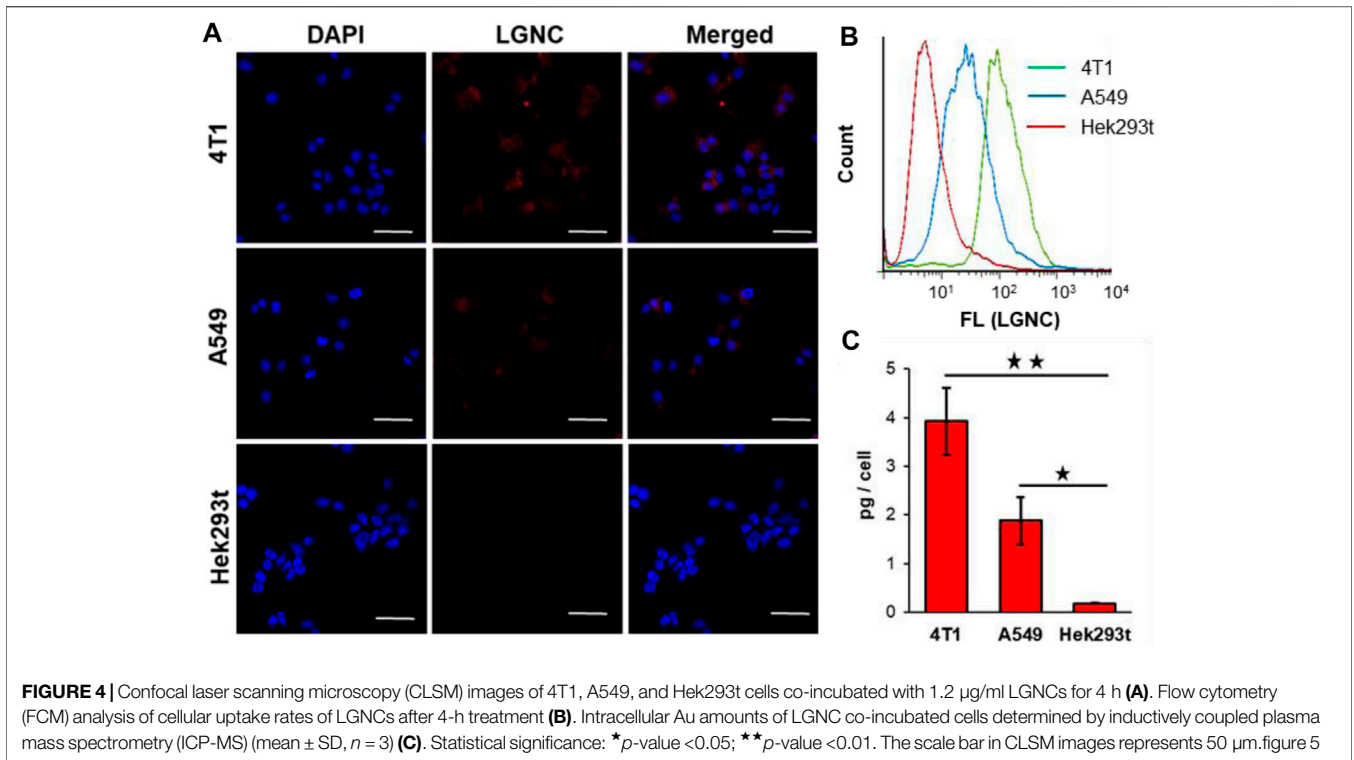 A
DAPI LGNC Merged
4T1
A549
Hek293t
B
Count
4T1
A549
Hek293t
10¹ 10² 10³ 10⁴
FL (LGNC)
C
pg / cell
5
4
3
2
1
0
★★
★
4T1 A549 Hek293t
FIGURE 4 | Confocal laser scanning microscopy (CLSM) images of 4T1, A549, and Hek293t cells co-incubated with 1.2 μg/ml LGNCs for 4 h (A). Flow cytometry
(FCM) analysis of cellular uptake rates of LGNCs after 4-h treatment (B). Intracellular Au amounts of LGNC co-incubated cells determined by inductively coupled plasma
mass spectrometry (ICP-MS) (mean ± SD, n = 3) (C). Statistical significance: ★p-value <0.05; ★★p-value <0.01. The scale bar in CLSM images represents 50 μm.figure 5